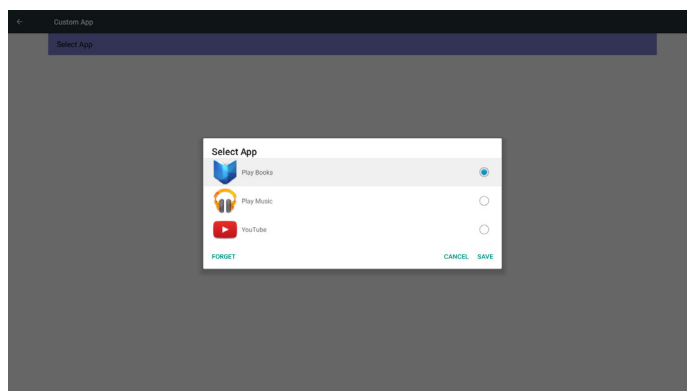 Custom App
Select App
Select App
Play Books
Play Music
YouTube
FORGET CANCEL SAVE